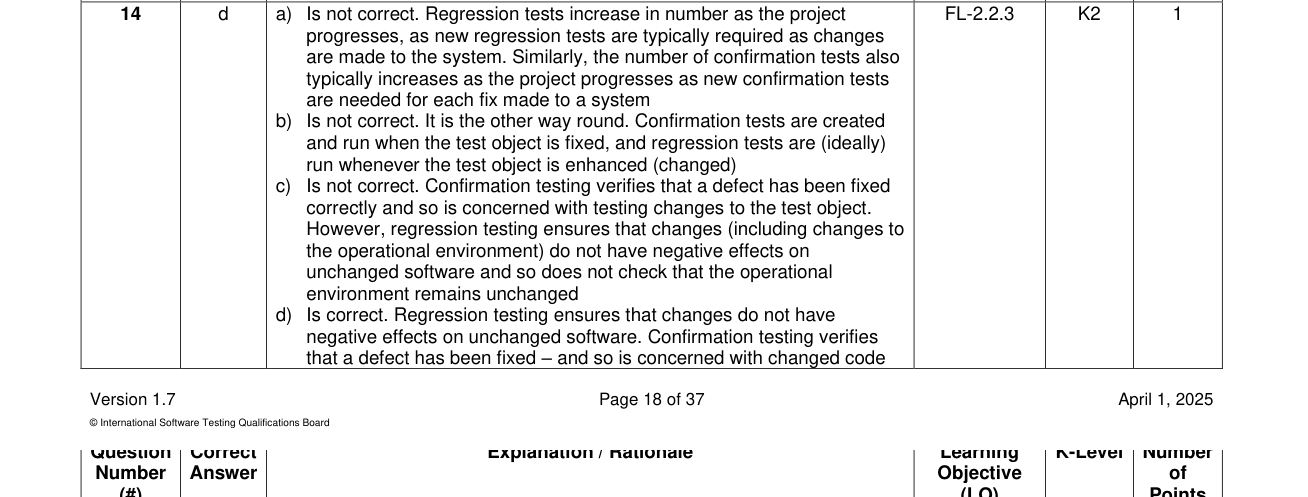 14 d a) Is not correct. Regression tests increase in number as the project FL-2.2.3 K2 1
progresses, as new regression tests are typically required as changes
are made to the system. Similarly, the number of confirmation tests also
typically increases as the project progresses as new confirmation tests
are needed for each fix made to a system
b) Is not correct. It is the other way round. Confirmation tests are created
and run when the test object is fixed, and regression tests are (ideally)
run whenever the test object is enhanced (changed)
c) Is not correct. Confirmation testing verifies that a defect has been fixed
correctly and so is concerned with testing changes to the test object.
However, regression testing ensures that changes (including changes to
the operational environment) do not have negative effects on
unchanged software and so does not check that the operational
environment remains unchanged
d) Is correct. Regression testing ensures that changes do not have
negative effects on unchanged software. Confirmation testing verifies
that a defect has been fixed – and so is concerned with changed code
Version 1.7 Page 18 of 37 April 1, 2025
© International Software Testing Qualifications Board
Question Correct Explanation / Rationale Learning K-Level Number
Number Answer Objective of
(#) (LO) Points